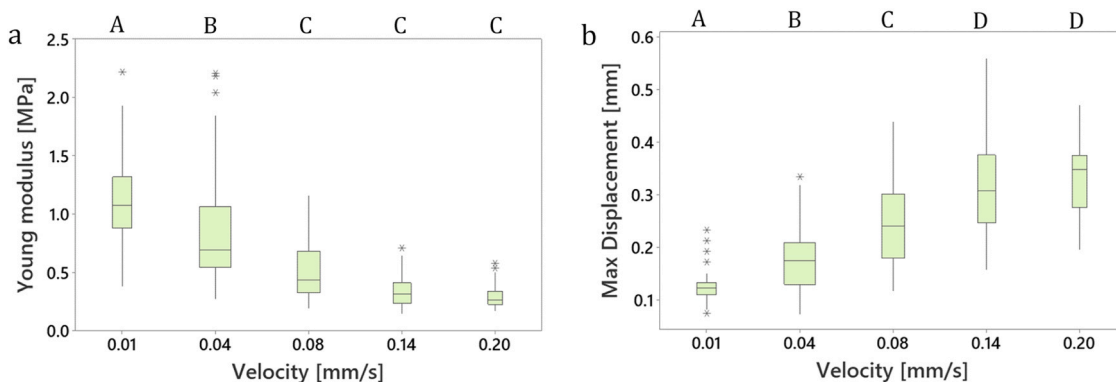 a
A B C C C
Young modulus [MPa]
2.5
2.0
1.5
1.0
0.5
0.0
0.01 0.04 0.08 0.14 0.20
Velocity [mm/s]
b
A B C D D
Max Displacement [mm]
0.6
0.5
0.4
0.3
0.2
0.1
0.01 0.04 0.08 0.14 0.20
Velocity [mm/s]